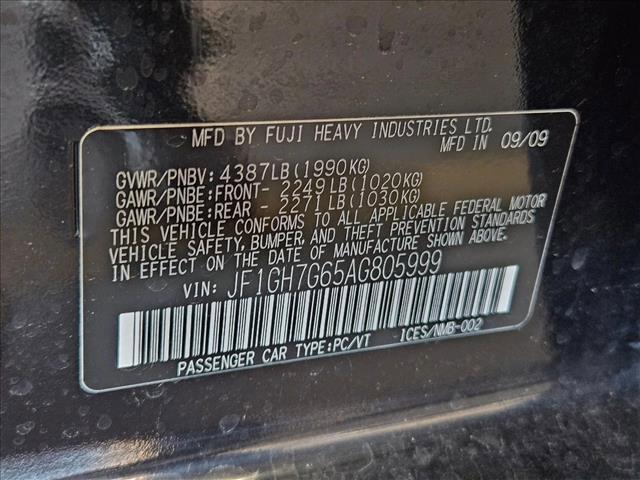 MFD BY FUJI HEAVY INDUSTRIES LTD.
MFD IN 09/09
GVWR/PNBV: 4387LB (1990KG)
GAWR/PNBE: FRONT- 2249LB (1020KG)
GAWR/PNBE: REAR - 2271LB (1030KG)
THIS VEHICLE CONFORMS TO ALL APPLICABLE FEDERAL MOTOR
VEHICLE SAFETY, BUMPER, AND THEFT PREVENTION STANDARDS
IN EFFECT ON THE DATE OF MANUFACTURE SHOWN ABOVE.
VIN: JF1GH7G65AG805999
PASSENGER CAR TYPE:PC/VT ICES/NMB-002